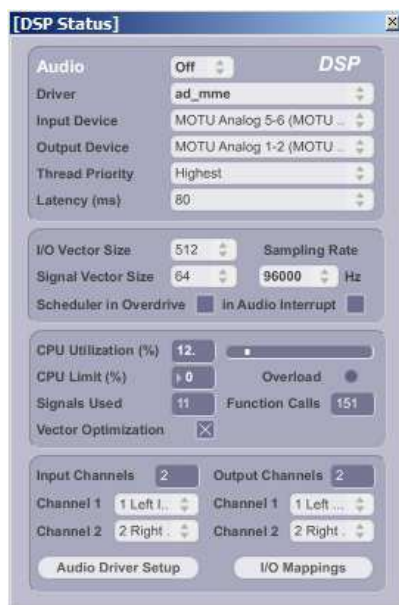 [DSP Status]
Audio Off DSP
Driver ad_mme
Input Device MOTU Analog 5-6 (MOTU ..
Output Device MOTU Analog 1-2 (MOTU ..
Thread Priority Highest
Latency (ms) 80
I/O Vector Size 512 Sampling Rate
Signal Vector Size 64 96000 Hz
Scheduler in Overdrive in Audio Interrupt
CPU Utilization (%) 12.
CPU Limit (%) 0 Overload
Signals Used 11 Function Calls 151
Vector Optimization
Input Channels 2 Output Channels 2
Channel 1 1 Left I.. Channel 1 1 Left ...
Channel 2 2 Right . Channel 2 2 Right .
Audio Driver Setup I/O Mappings